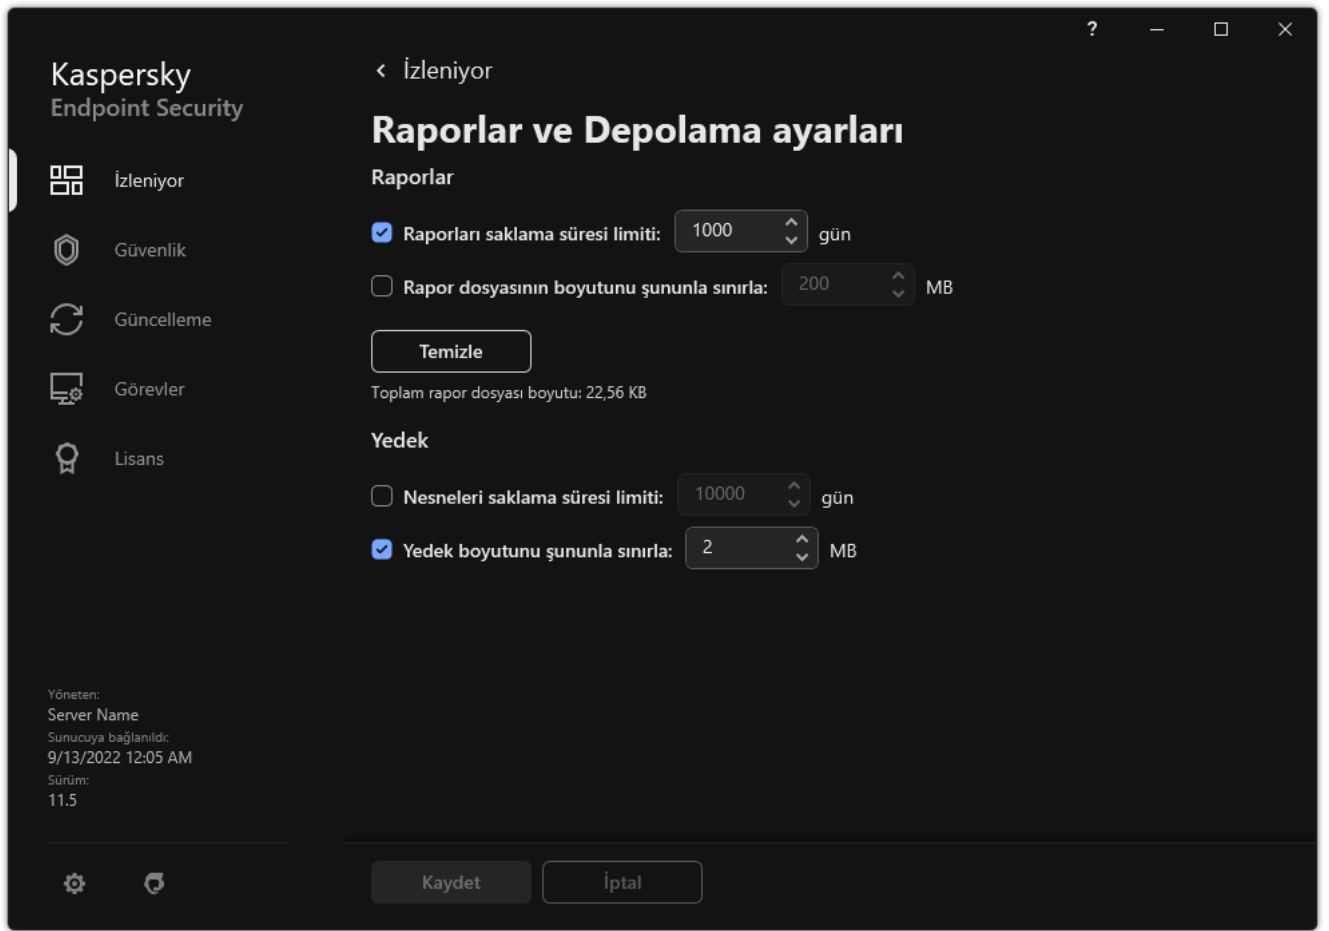 ?
Kaspersky
Endpoint Security
İzleniyor
Güvenlik
Güncelleme
Görevler
Lisans
Yöneten:
Server Name
Sunucuya bağlanıldı:
9/13/2022 12:05 AM
Sürüm:
11.5
İzleniyor
Raporlar ve Depolama ayarları
Raporlar
Raporları saklama süresi limiti: 1000 gün
Rapor dosyasının boyutunu şununla sınırla: 200 MB
Temizle
Toplam rapor dosyası boyutu: 22,56 KB
Yedek
Nesneleri saklama süresi limiti: 10000 gün
Yedek boyutunu şununla sınırla: 2 MB
Kaydet İptal